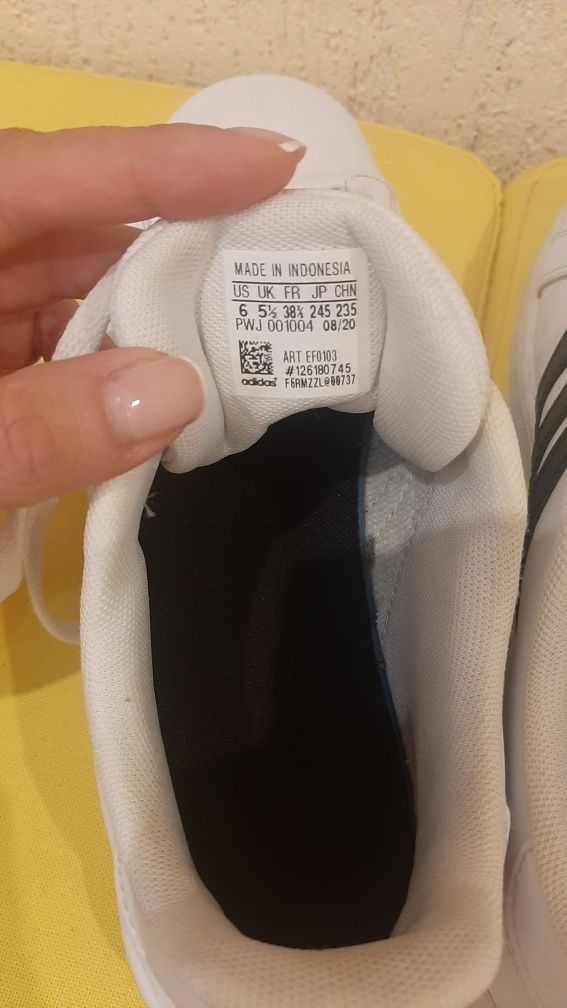 MADE IN INDONESIA
US UK FR JP CHN
6 5½ 38⅔ 245 235
PWJ 001004 08/20
ART EF0103
#126180745
adidas F6RMZZL@00737